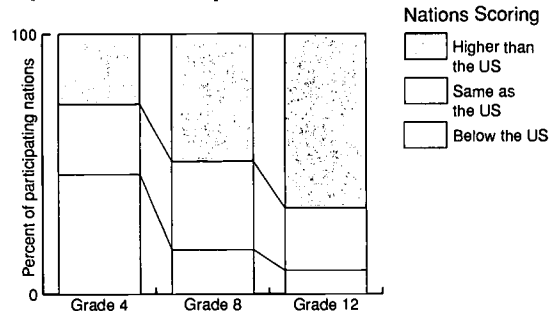 Nations Scoring
Higher than
the US
Same as
the US
Below the US
100
Percent of participating nations
0
Grade 4
Grade 8
Grade 12